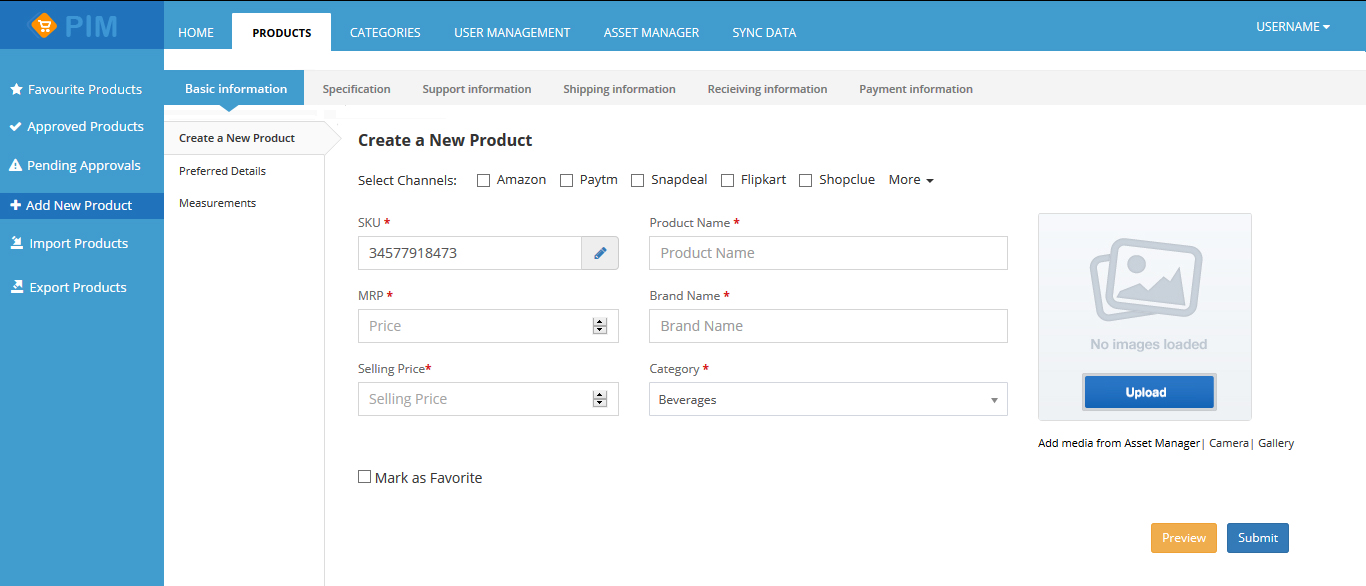 PIM
HOME PRODUCTS CATEGORIES USER MANAGEMENT ASSET MANAGER SYNC DATA USERNAME
Favourite Products
Approved Products
Pending Approvals
Add New Product
Import Products
Export Products
Basic information Specification Support information Shipping information Recieiving information Payment information
Create a New Product
Preferred Details
Measurements
Create a New Product
Select Channels: Amazon Paytm Snapdeal Flipkart Shopclue More
SKU * Product Name *
34577918473 Product Name
MRP * Brand Name *
Price Brand Name
Selling Price* Category *
Selling Price Beverages
No images loaded
Upload
Add media from Asset Manager| Camera| Gallery
Mark as Favorite
Preview Submit